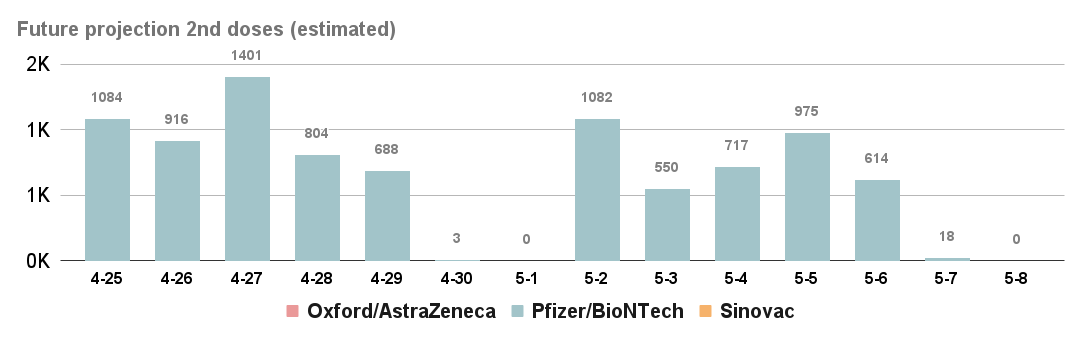 Future projection 2nd doses (estimated)
2K
1K
1K
0K
1084
916
1401
804
688
3
0
1082
550
717
975
614
18
0
4-25 4-26 4-27 4-28 4-29 4-30 5-1 5-2 5-3 5-4 5-5 5-6 5-7 5-8
Oxford/AstraZeneca Pfizer/BioNTech Sinovac